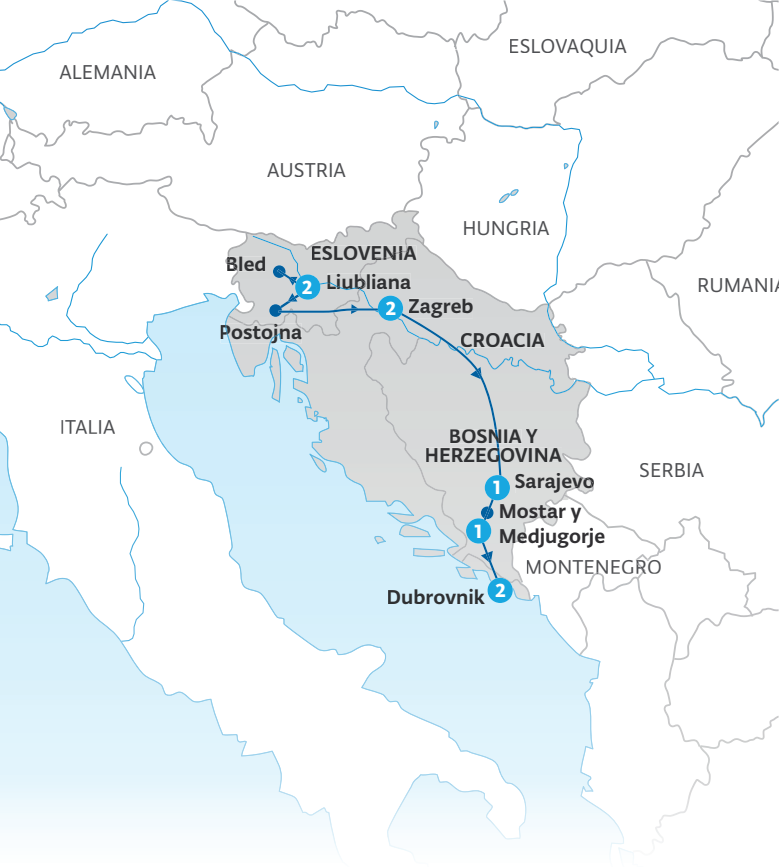 ESLOVAQUIA
ALEMANIA
AUSTRIA
HUNGRIA
ESLOVENIA
Bled
2
Liubliana
RUMANIA
2
Zagreb
Postojna
CROACIA
ITALIA
BOSNIA Y
HERZEGOVINA
SERBIA
1
Sarajevo
Mostar y
1
Medjugorje
MONTENEGRO
Dubrovnik
2